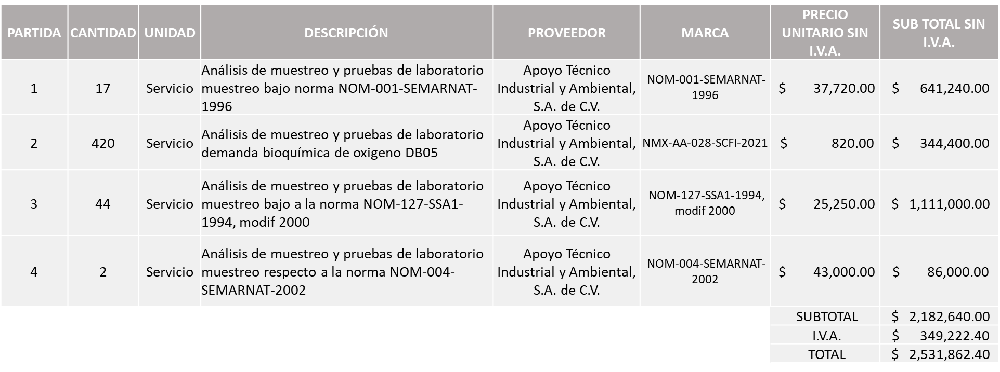 PARTIDA CANTIDAD UNIDAD DESCRIPCIÓN PROVEEDOR MARCA PRECIO UNITARIO SIN I.V.A. SUB TOTAL SIN I.V.A.
1 17 Servicio
Análisis de muestreo y pruebas de laboratorio
muestreo bajo norma NOM-001-SEMARNAT-
1996
Apoyo Técnico
Industrial y Ambiental,
S.A. de C.V.
NOM-001-SEMARNAT-
1996
$ 37,720.00 $ 641,240.00
2 420 Servicio
Análisis de muestreo y pruebas de laboratorio
demanda bioquímica de oxigeno DB05
Apoyo Técnico
Industrial y Ambiental,
S.A. de C.V.
NMX-AA-028-SCFI-2021
$ 820.00 $ 344,400.00
3 44 Servicio
Análisis de muestreo y pruebas de laboratorio
muestreo bajo a la norma NOM-127-SSA1-
1994, modif 2000
Apoyo Técnico
Industrial y Ambiental,
S.A. de C.V.
NOM-127-SSA1-1994,
modif 2000
$ 25,250.00 $ 1,111,000.00
4 2 Servicio
Análisis de muestreo y pruebas de laboratorio
muestreo respecto a la norma NOM-004-
SEMARNAT-2002
Apoyo Técnico
Industrial y Ambiental,
S.A. de C.V.
NOM-004-SEMARNAT-
2002
$ 43,000.00 $ 86,000.00
SUBTOTAL $ 2,182,640.00
I.V.A. $ 349,222.40
TOTAL $ 2,531,862.40